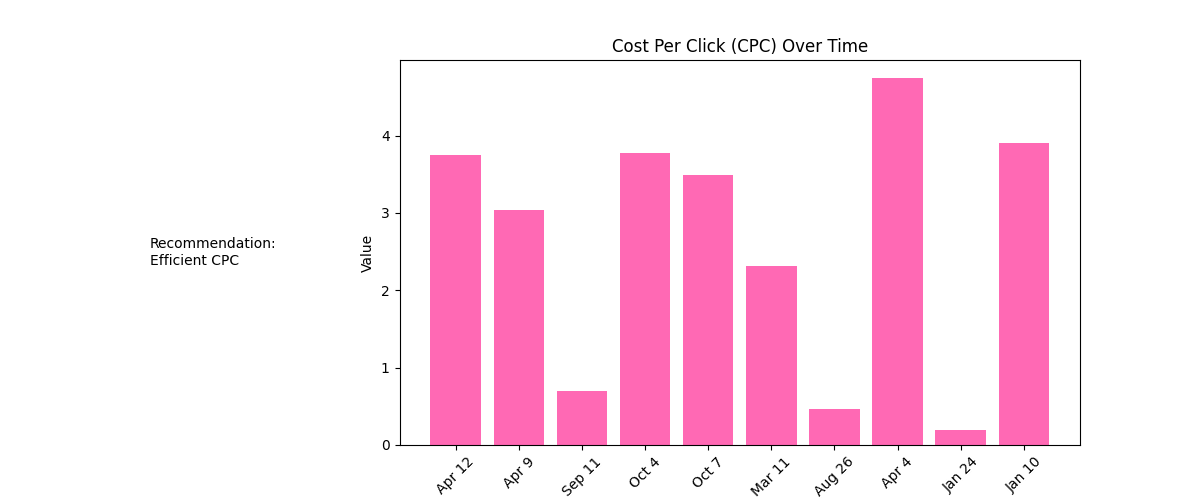 Cost Per Click (CPC) Over Time
Recommendation:
Efficient CPC
Value
4
3
2
1
0
Apr 12
Apr 9
Sep 11
Oct 4
Oct 7
Mar 11
Aug 26
Apr 4
Jan 24
Jan 10